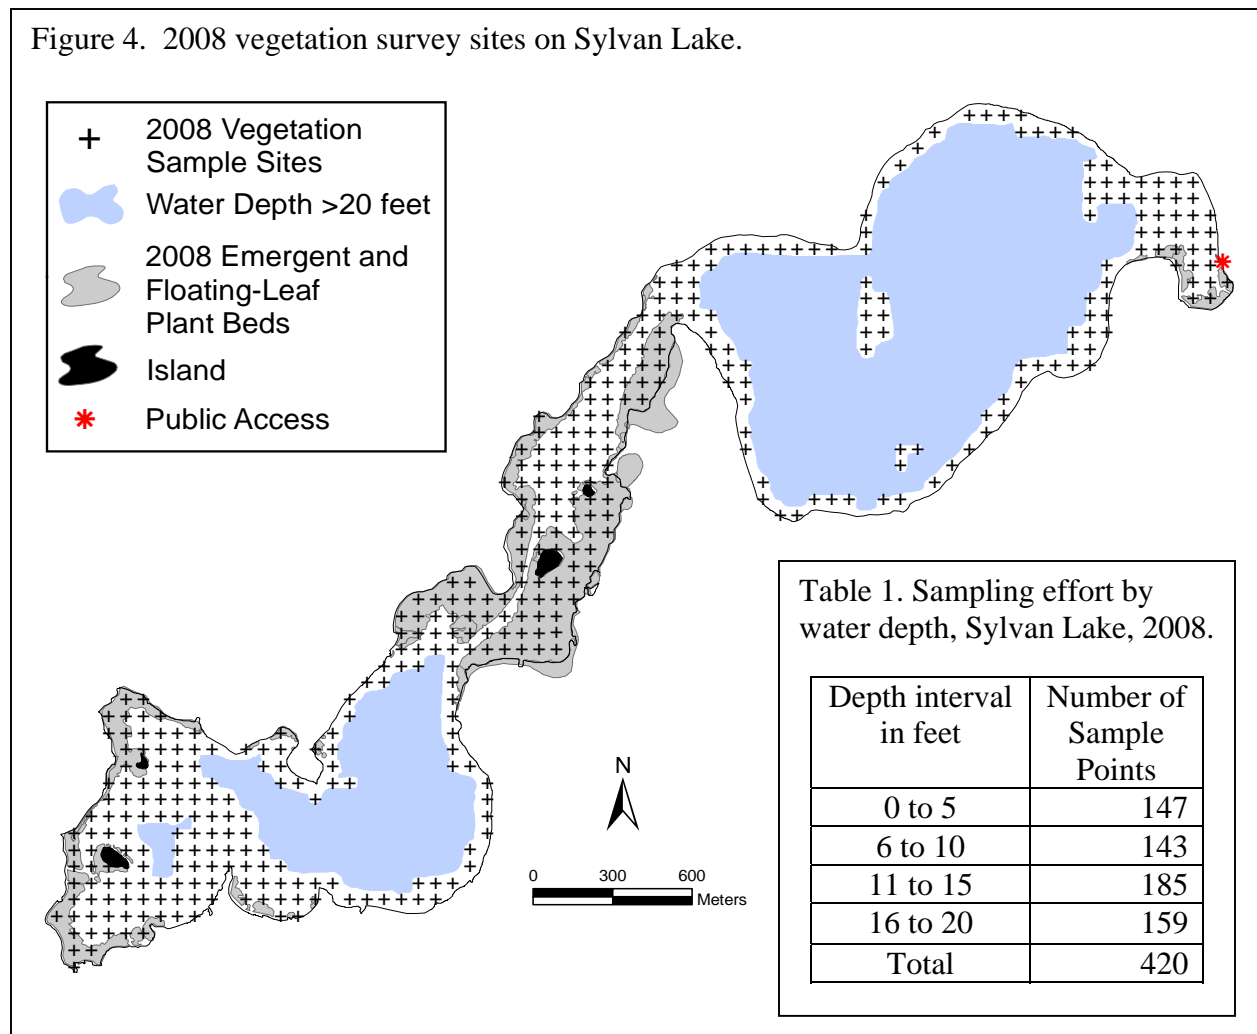 Figure 4. 2008 vegetation survey sites on Sylvan Lake.
2008 Vegetation
Sample Sites
Water Depth >20 feet
2008 Emergent and
Floating-Leaf
Plant Beds
Island
Public Access
N
0 300 600
Meters
Table 1. Sampling effort by
water depth, Sylvan Lake, 2008.
Depth interval
in feet
Number of
Sample
Points
0 to 5 147
6 to 10 143
11 to 15 185
16 to 20 159
Total 420